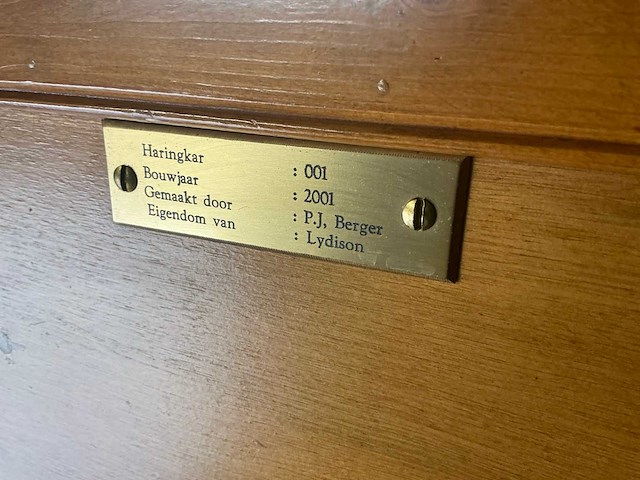 Haringkar : 001
Bouwjaar : 2001
Gemaakt door : P.J, Berger
Eigendom van : Lydison